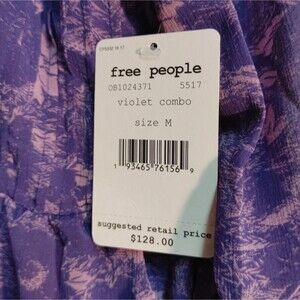 free people
OB1024371 5517
violet combo
size M
1 93465 76156 9
suggested retail price
$128.00